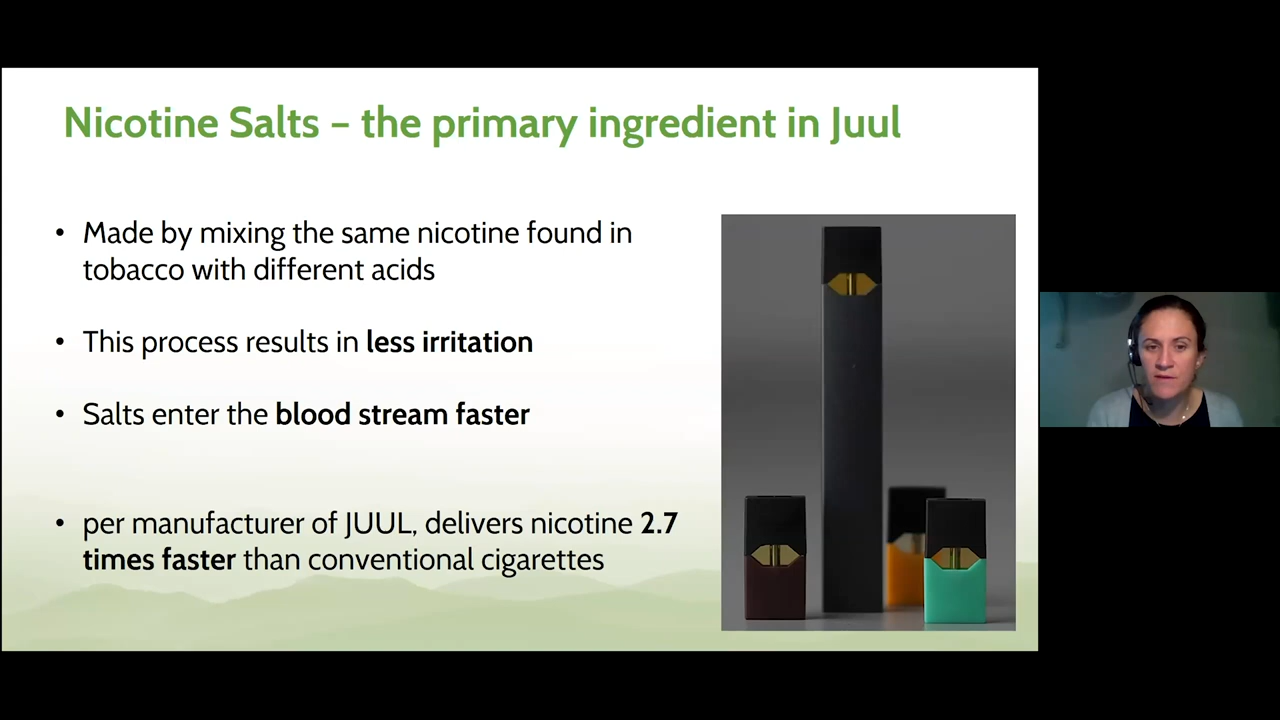 Nicotine Salts – the primary ingredient in Juul
• Made by mixing the same nicotine found in
tobacco with different acids
• This process results in less irritation
• Salts enter the blood stream faster
• per manufacturer of JUUL, delivers nicotine 2.7
times faster than conventional cigarettes